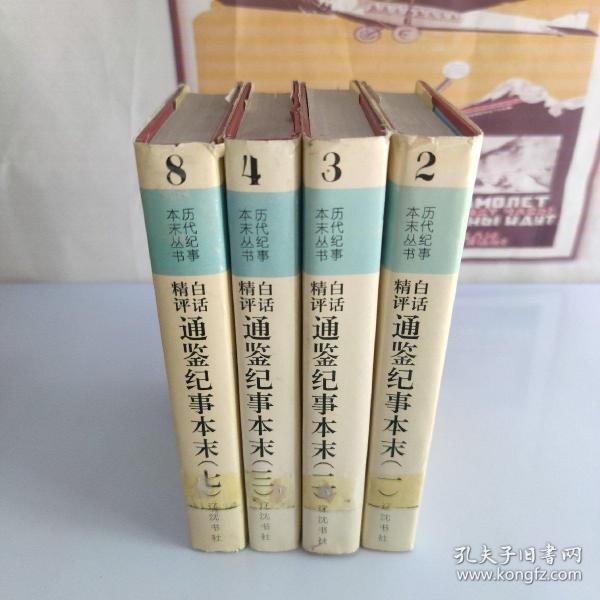 8
历代纪事
本末丛书
白话
精评
通鉴纪事本末(七)
辽沈书社
4
历代纪事
本末丛书
白话
精评
通鉴纪事本末(三)
辽沈书社
3
历代纪事
本末丛书
白话
精评
通鉴纪事本末(二)
辽沈书社
2
历代纪事
本末丛书
白话
精评
通鉴纪事本末(一)
辽沈书社
МОЛЕТ
孔夫子旧书网
www.kongfz.com